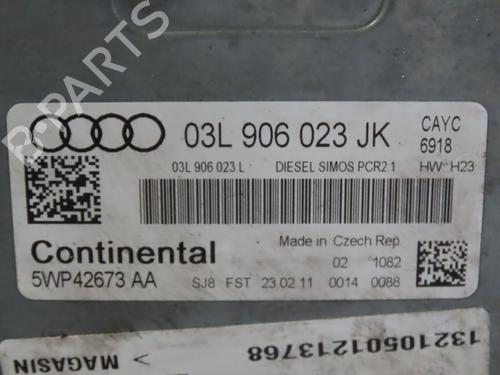 03L 906 023 JK
CAYC
6918
03L 906 023 L
DIESEL SIMOS PCR2 1
HW H23
Continental
5WP42673 AA
Made in Czech Rep.
02 1082
SJ8 FST 23.02.11 0014 0088
13210501213768
MAGASIN >
B-PARTS